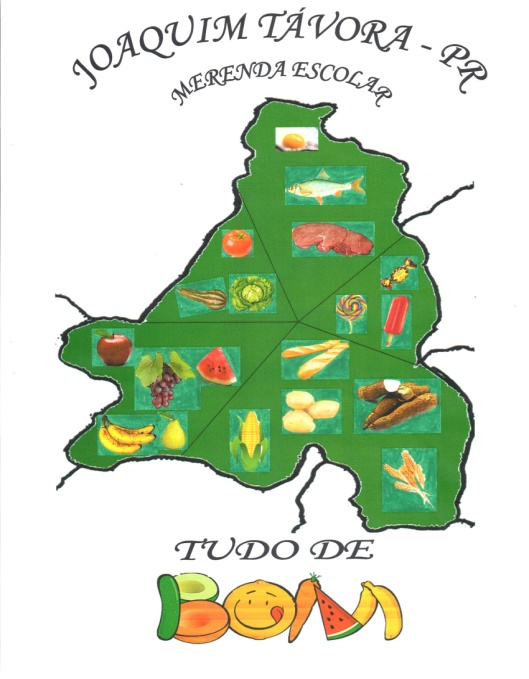 JOAQUIM TÁVORA - PR
MERENDA ESCOLAR
TUDO DE
BOM